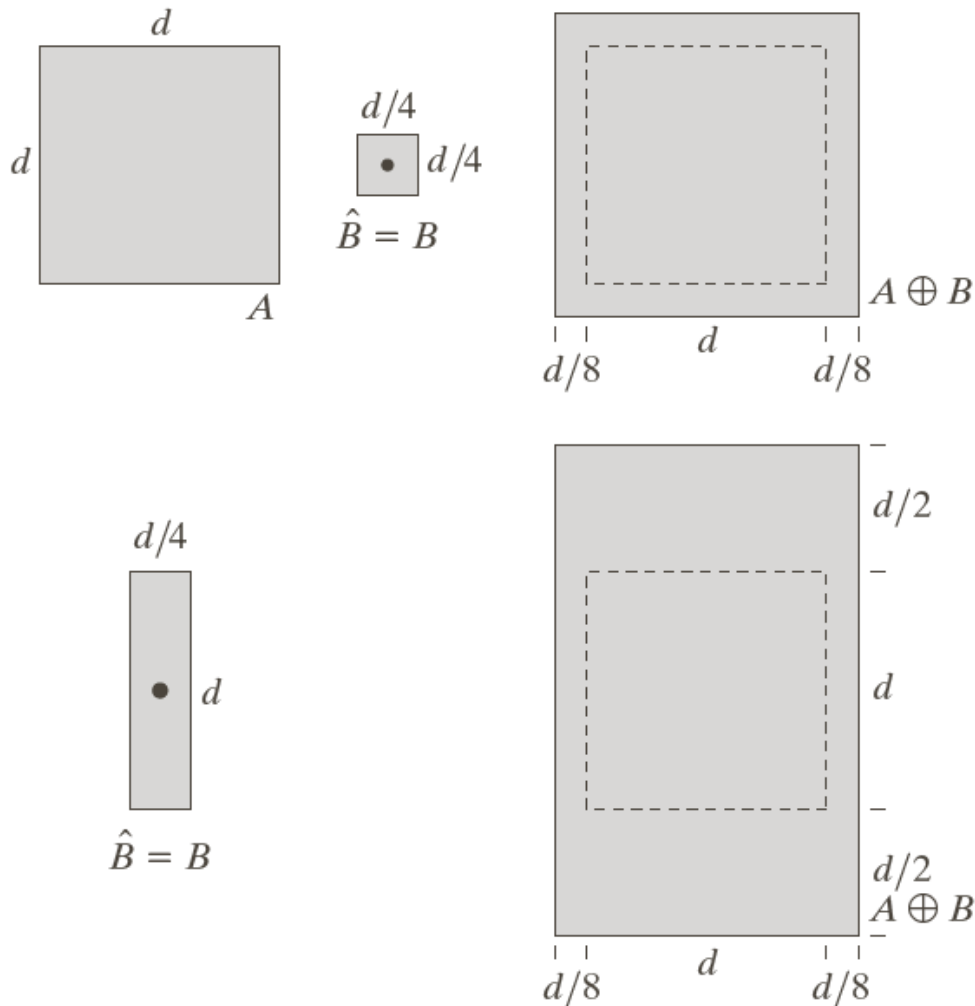 d
d
A
d/4
d/4
B̂ = B
A ⊕ B
d
d/8
d/8
d/4
d
B̂ = B
d/2
d
d/2
A ⊕ B
d
d/8
d/8